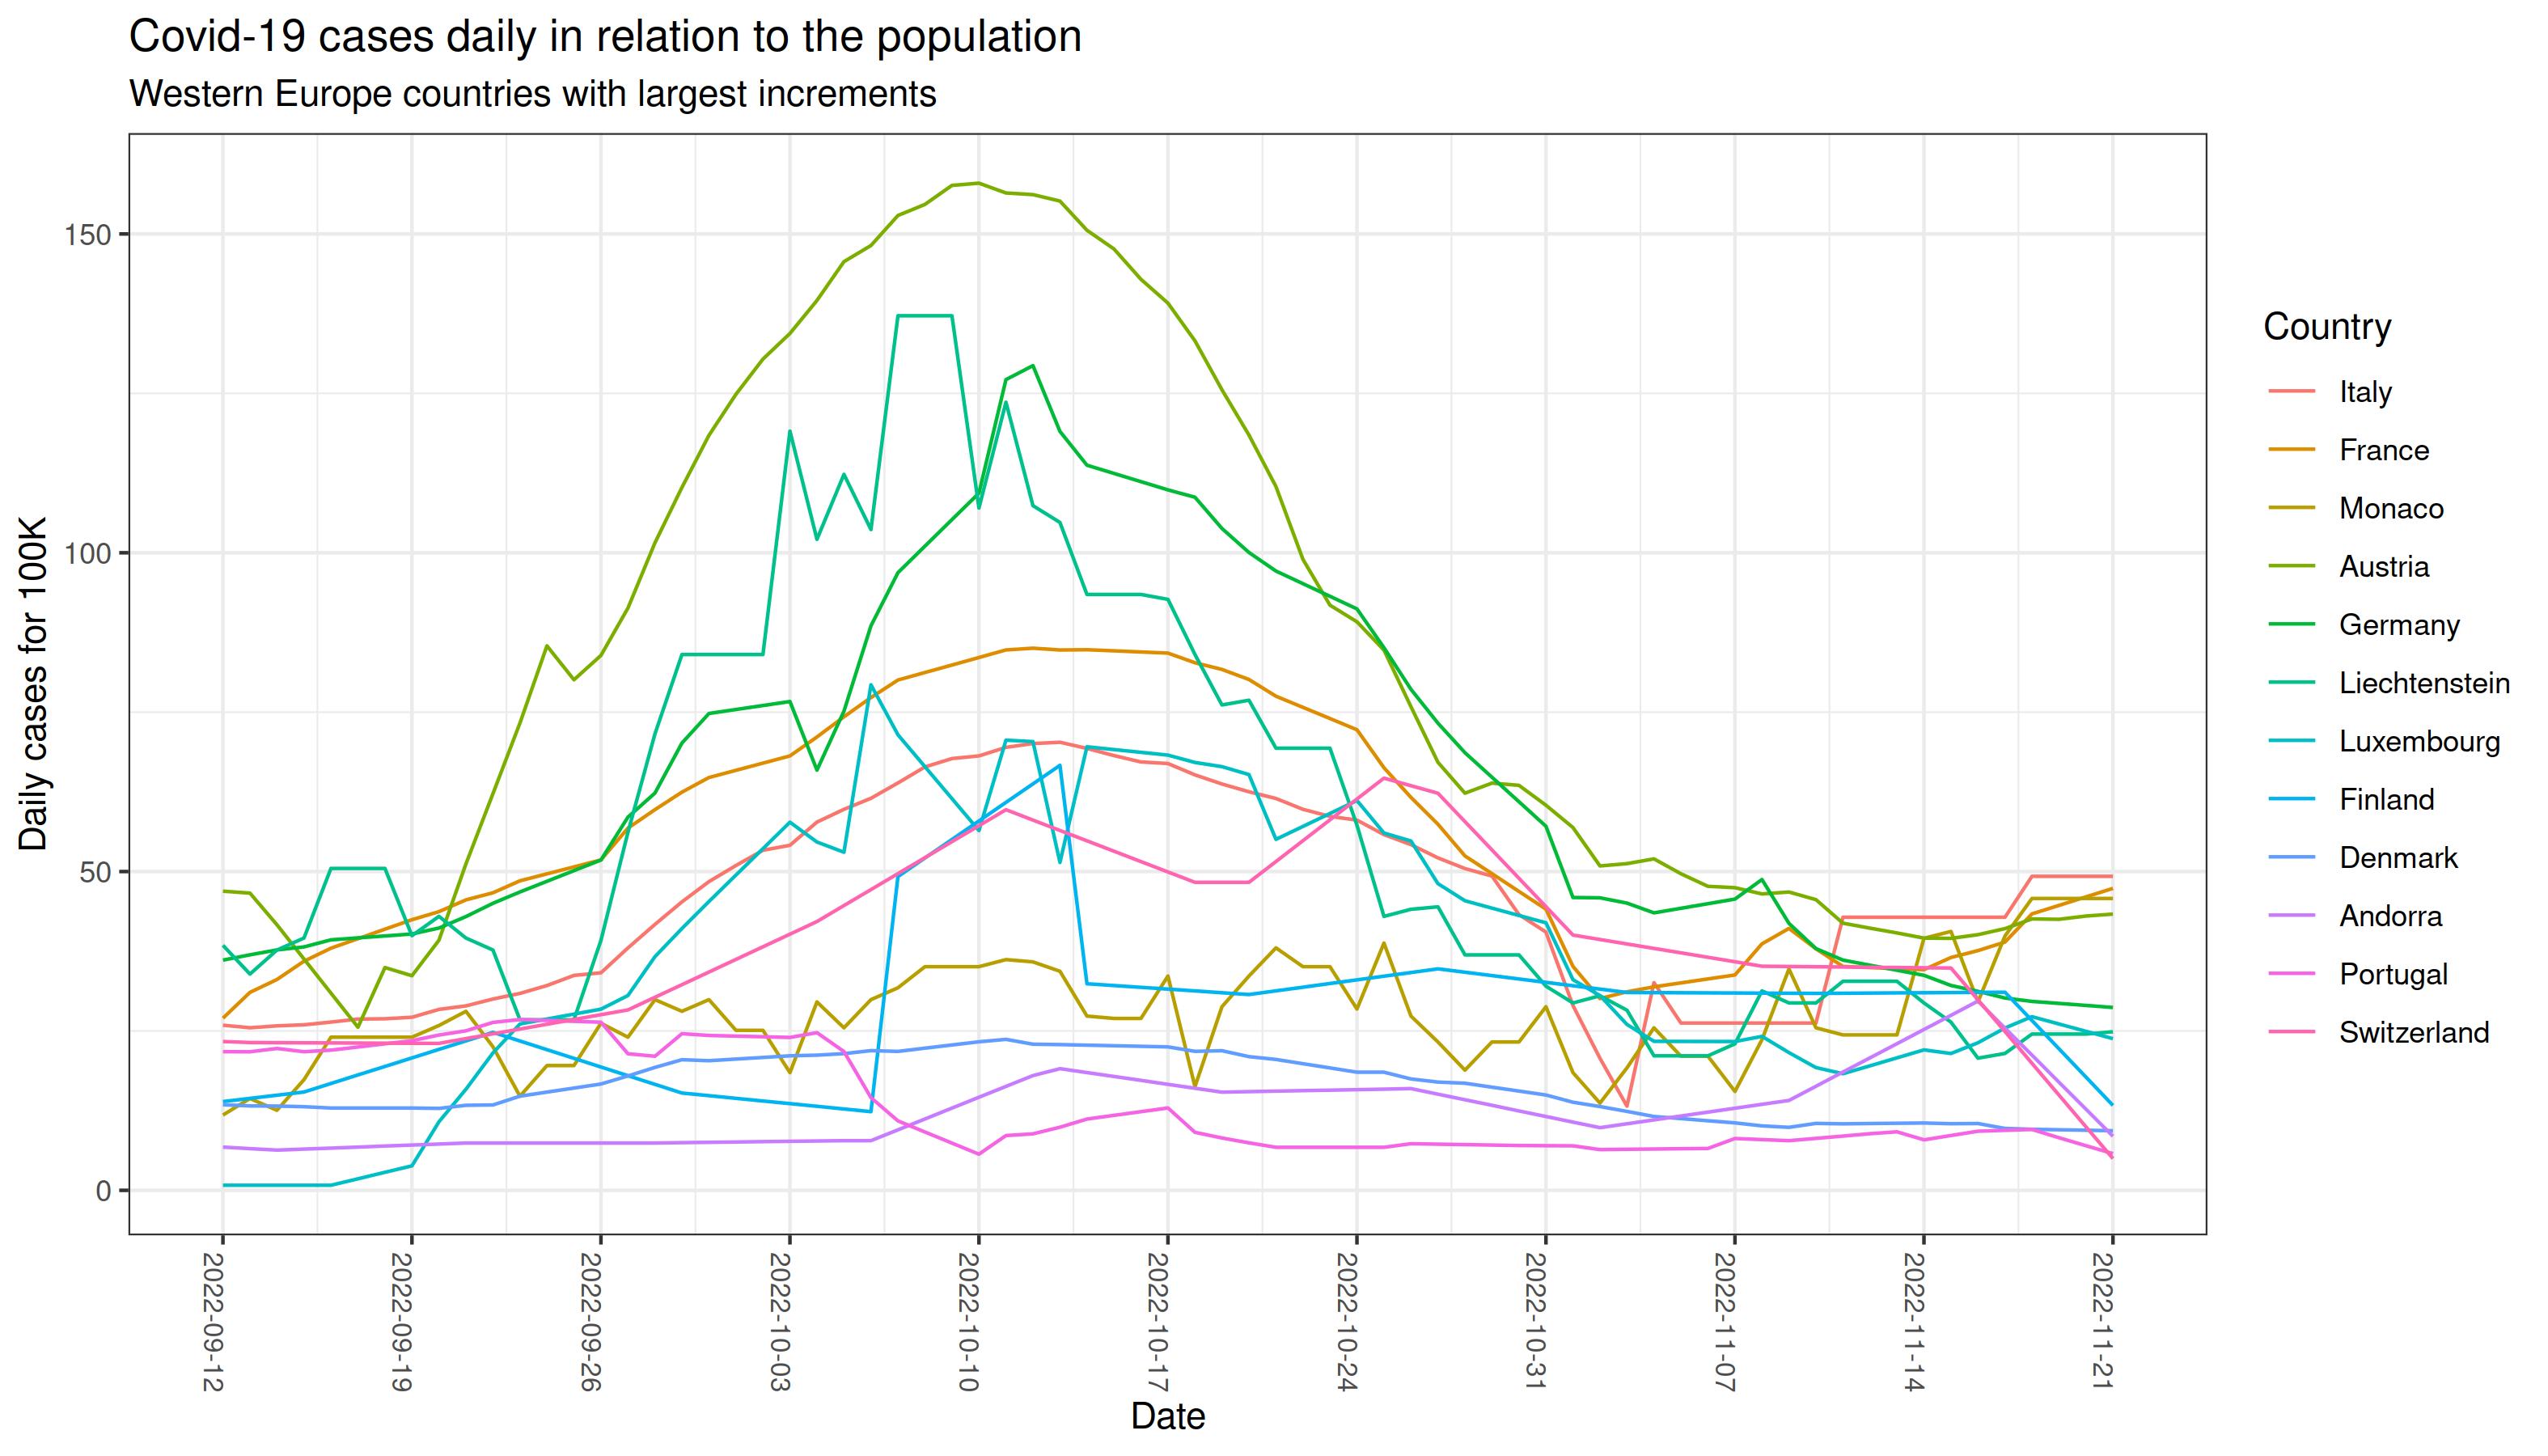 Covid-19 cases daily in relation to the population
Western Europe countries with largest increments
Daily cases for 100K
150
100
50
0
2022-09-12
2022-09-19
2022-09-26
2022-10-03
2022-10-10
2022-10-17
2022-10-24
2022-10-31
2022-11-07
2022-11-14
2022-11-21
Date
Country
Italy
France
Monaco
Austria
Germany
Liechtenstein
Luxembourg
Finland
Denmark
Andorra
Portugal
Switzerland